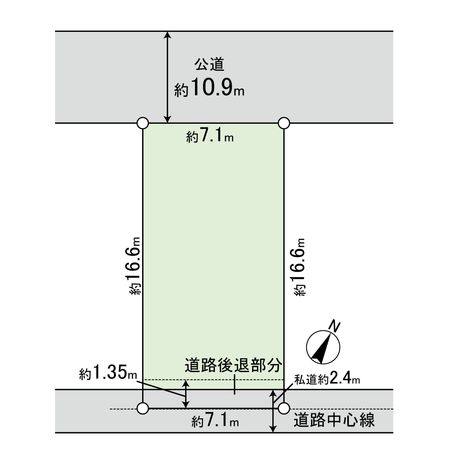 公道
約10.9m
約7.1m
約16.6m
約16.6m
N
道路後退部分
約1.35m
私道約2.4m
約7.1m
道路中心線